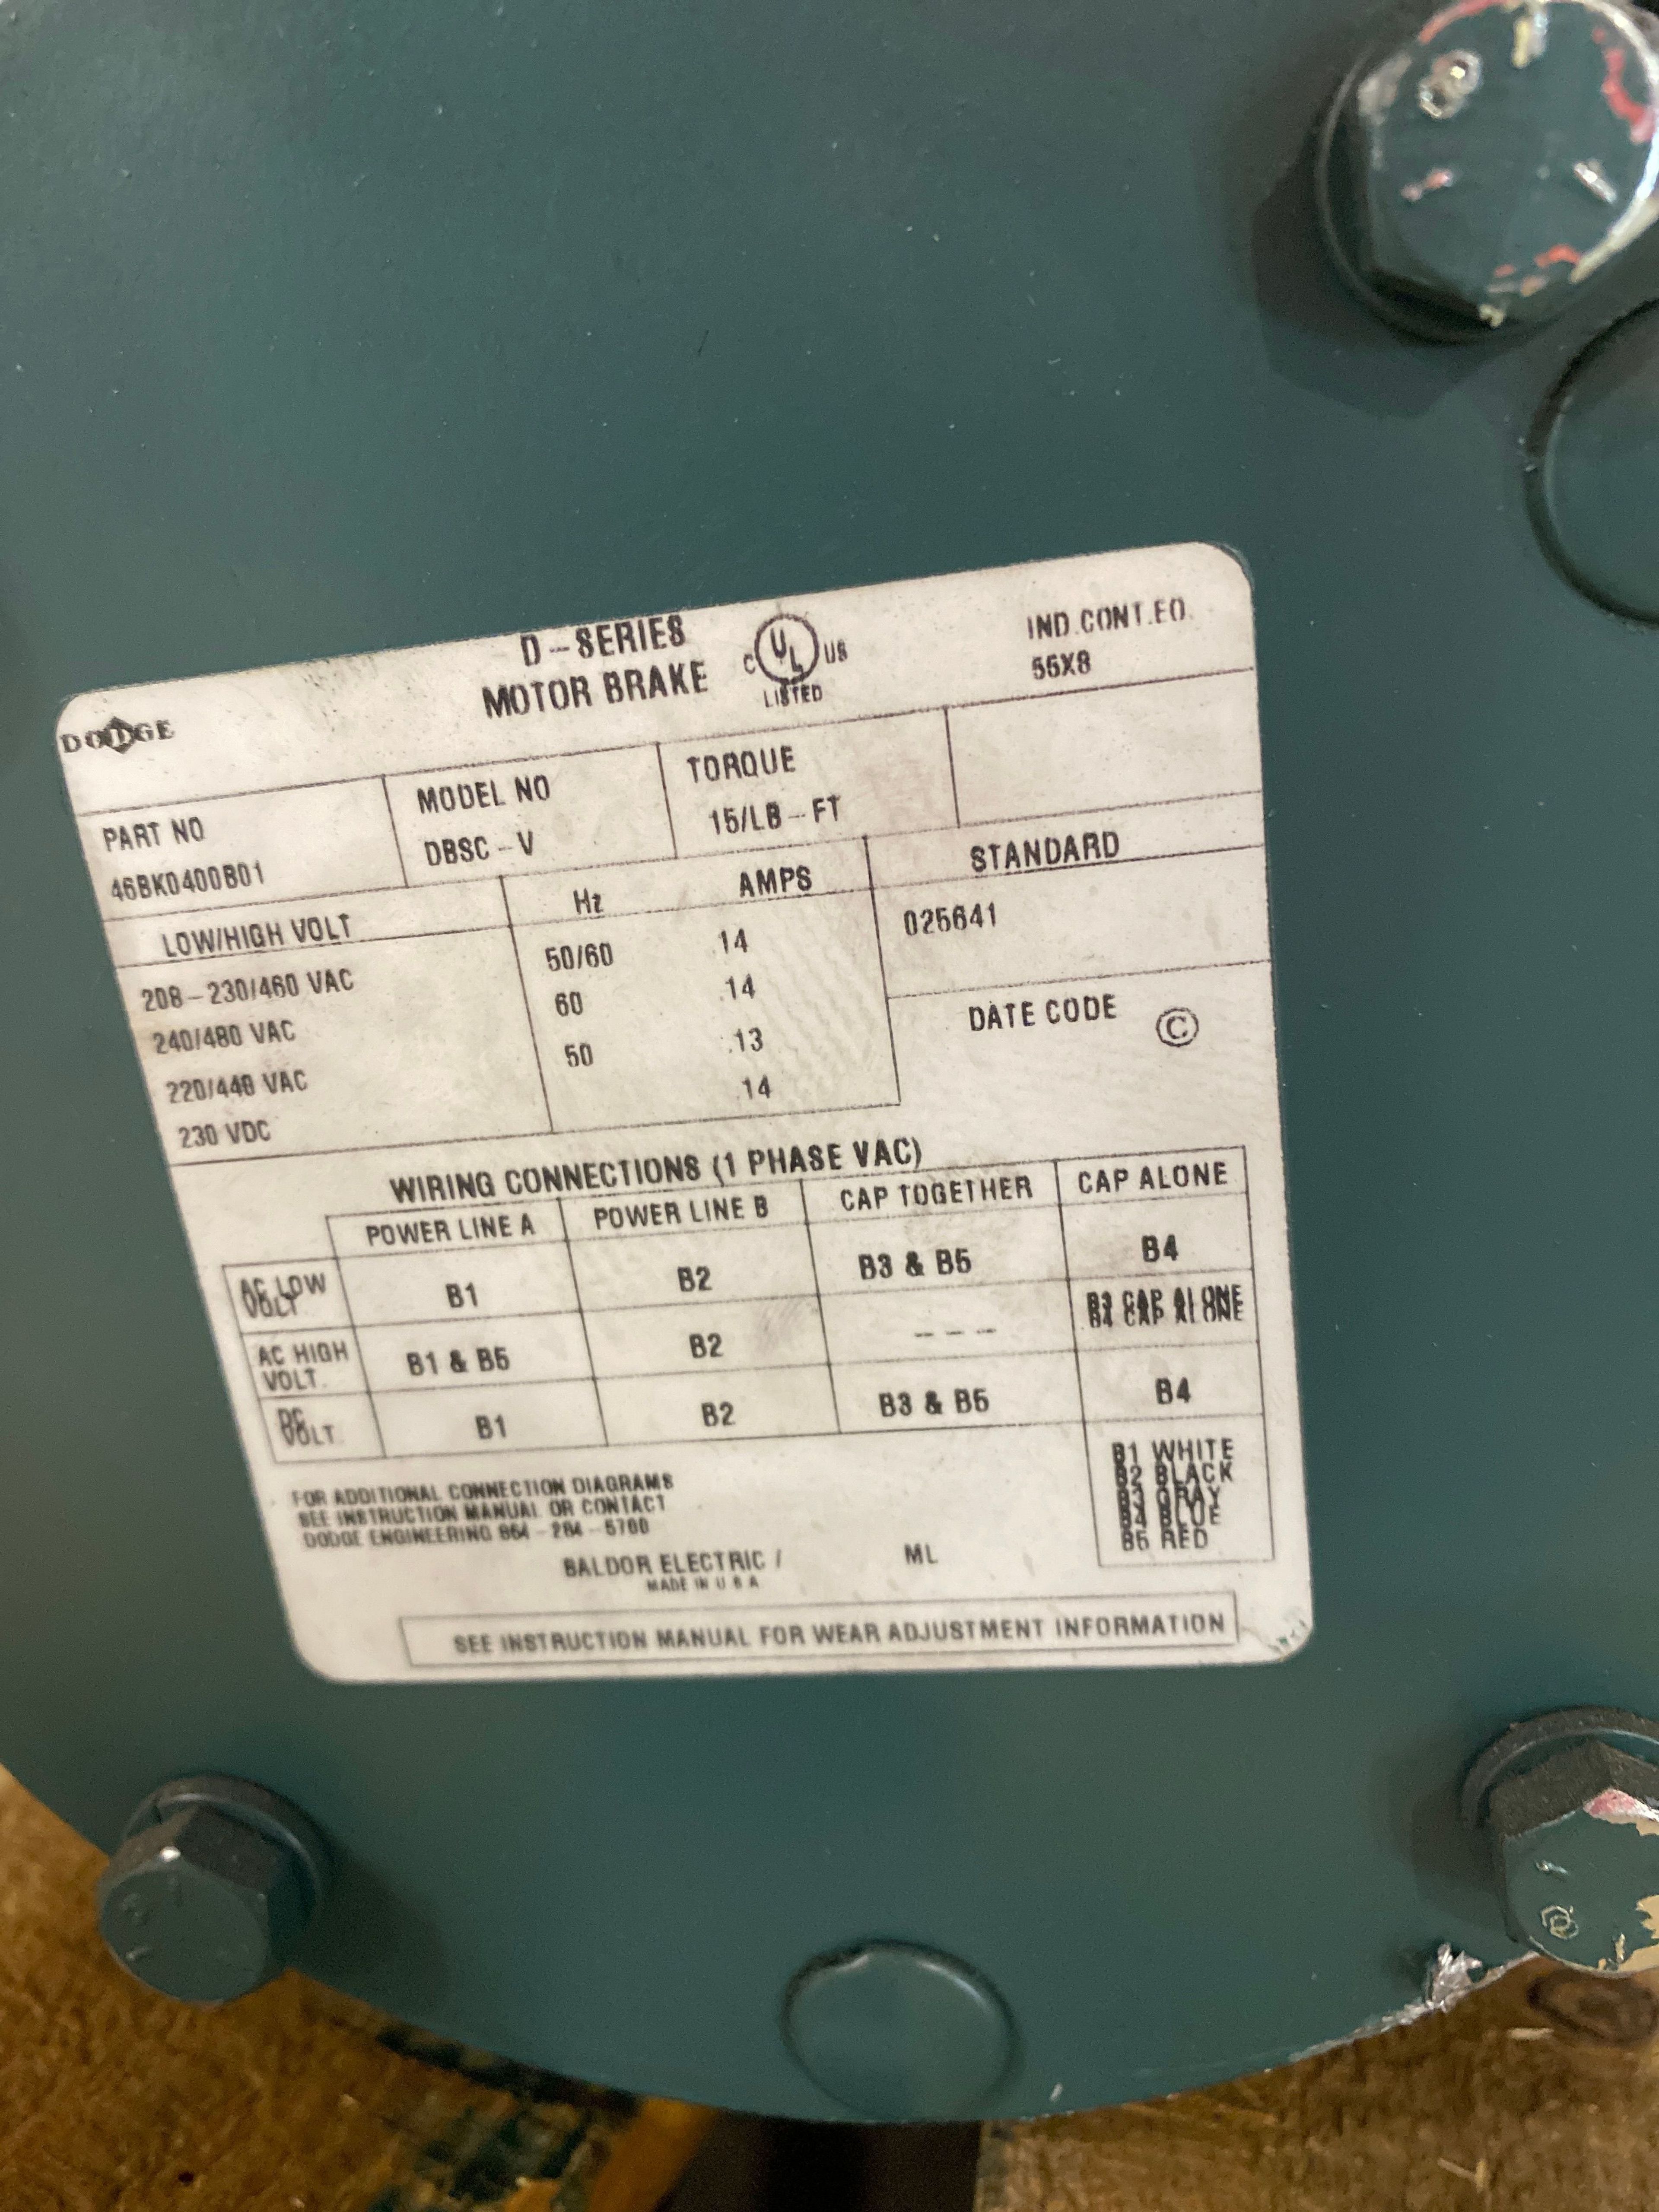 D-SERIES
MOTOR BRAKE
C UL US
LISTED
IND.CONT.EQ.
55X8
DODGE
PART NO
46BK0400B01
MODEL NO
DBSC-V
TORQUE
15/LB-FT
LOW/HIGH VOLT Hz AMPS
208-230/460 VAC 50/60 .14
240/480 VAC 60 .14
220/440 VAC 50 .13
230 VDC .14
STANDARD
025641
DATE CODE ©
WIRING CONNECTIONS (1 PHASE VAC)
POWER LINE A POWER LINE B CAP TOGETHER CAP ALONE
AC LOW VOLT. B1 B2 B3 & B5 B4
AC HIGH VOLT. B1 & B5 B2 --- B3 CAP ALONE B4 CAP ALONE
DC VOLT. B1 B2 B3 & B5 B4
B1 WHITE
B2 BLACK
B3 GRAY
B4 BLUE
B5 RED
FOR ADDITIONAL CONNECTION DIAGRAMS
SEE INSTRUCTION MANUAL OR CONTACT
DODGE ENGINEERING 864-284-5700
BALDOR ELECTRIC / ML
MADE IN U S A
SEE INSTRUCTION MANUAL FOR WEAR ADJUSTMENT INFORMATION